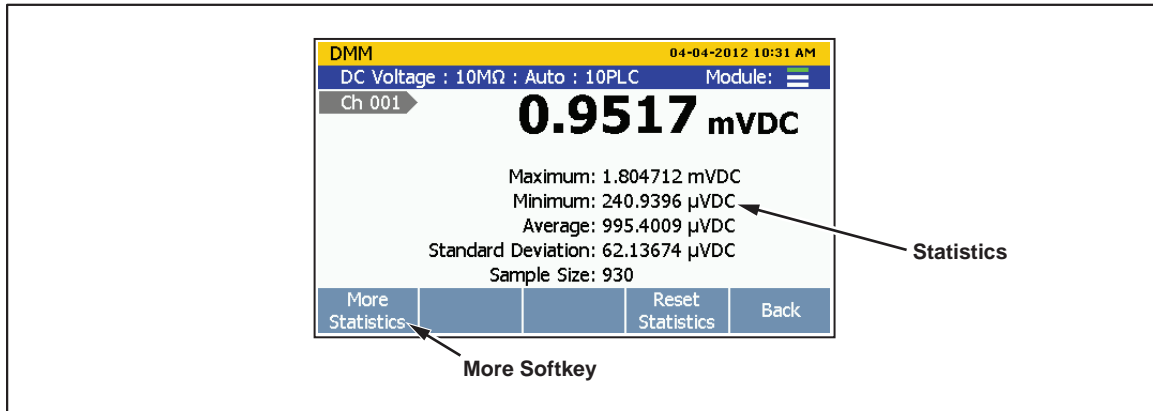 DMM 04-04-2012 10:31 AM
DC Voltage : 10MΩ : Auto : 10PLC Module:
Ch 001
0.9517 mVDC
Maximum: 1.804712 mVDC
Minimum: 240.9396 µVDC
Average: 995.4009 µVDC
Standard Deviation: 62.13674 µVDC
Sample Size: 930
Statistics
More Statistics
Reset Statistics
Back
More Softkey